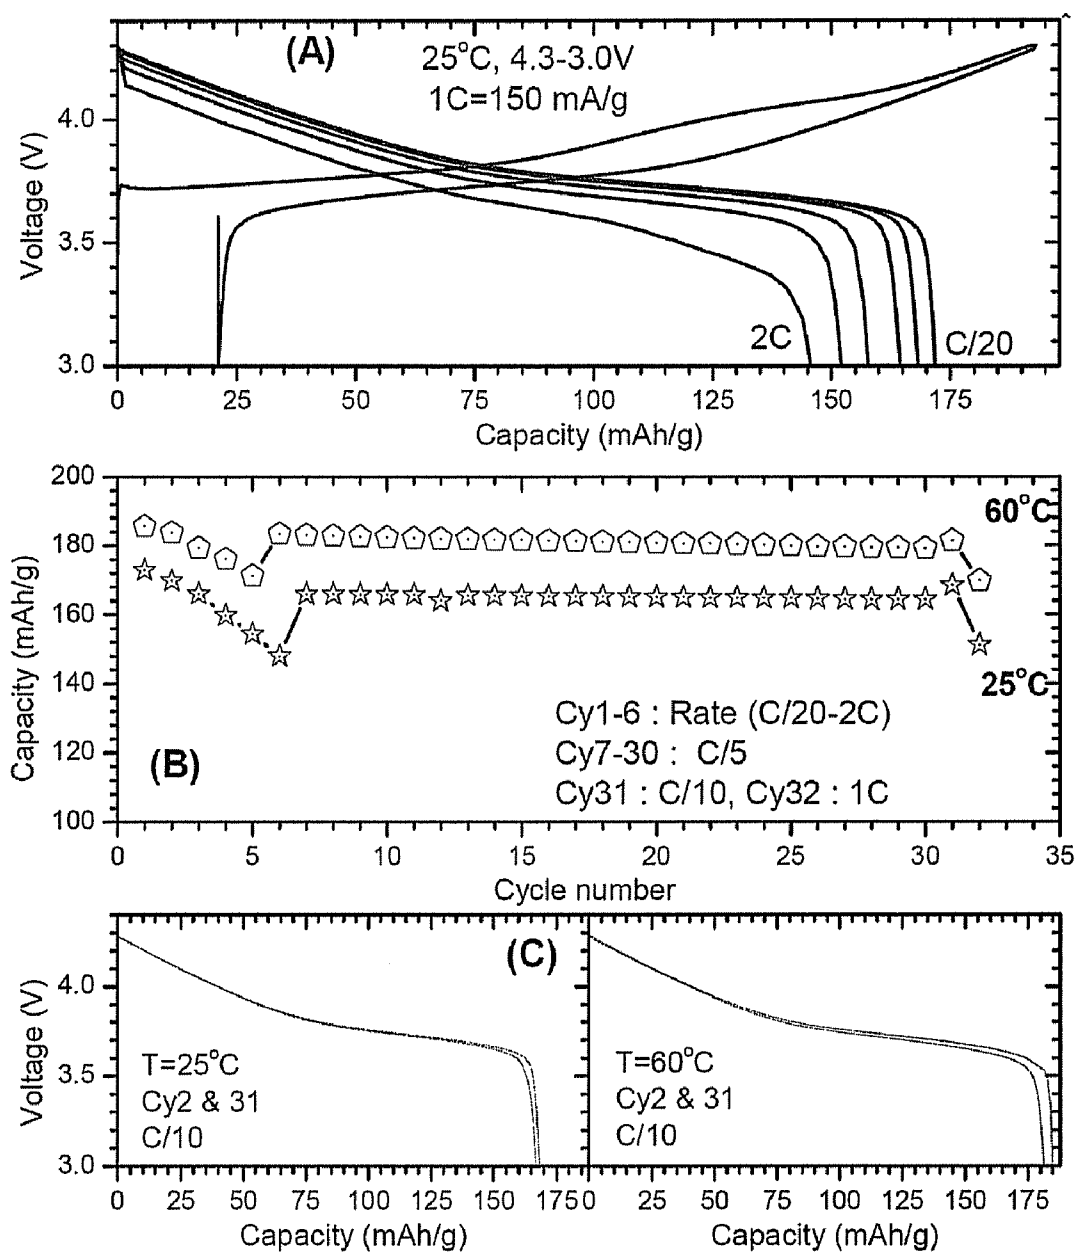 (A)
25°C, 4.3-3.0V
1C=150 mA/g
4.0
3.5
3.0
Voltage (V)
2C
C/20
0 25 50 75 100 125 150 175
Capacity (mAh/g)
200
180
160
140
120
100
Capacity (mAh/g)
60°C
25°C
Cy1-6 : Rate (C/20-2C)
(B)
Cy7-30 : C/5
Cy31 : C/10, Cy32 : 1C
0 5 10 15 20 25 30 35
Cycle number
(C)
4.0
3.5
3.0
Voltage (V)
T=25°C
Cy2 & 31
C/10
T=60°C
Cy2 & 31
C/10
0 25 50 75 100 125 150 1750 25 50 75 100 125 150 175
Capacity (mAh/g)
Capacity (mAh/g)